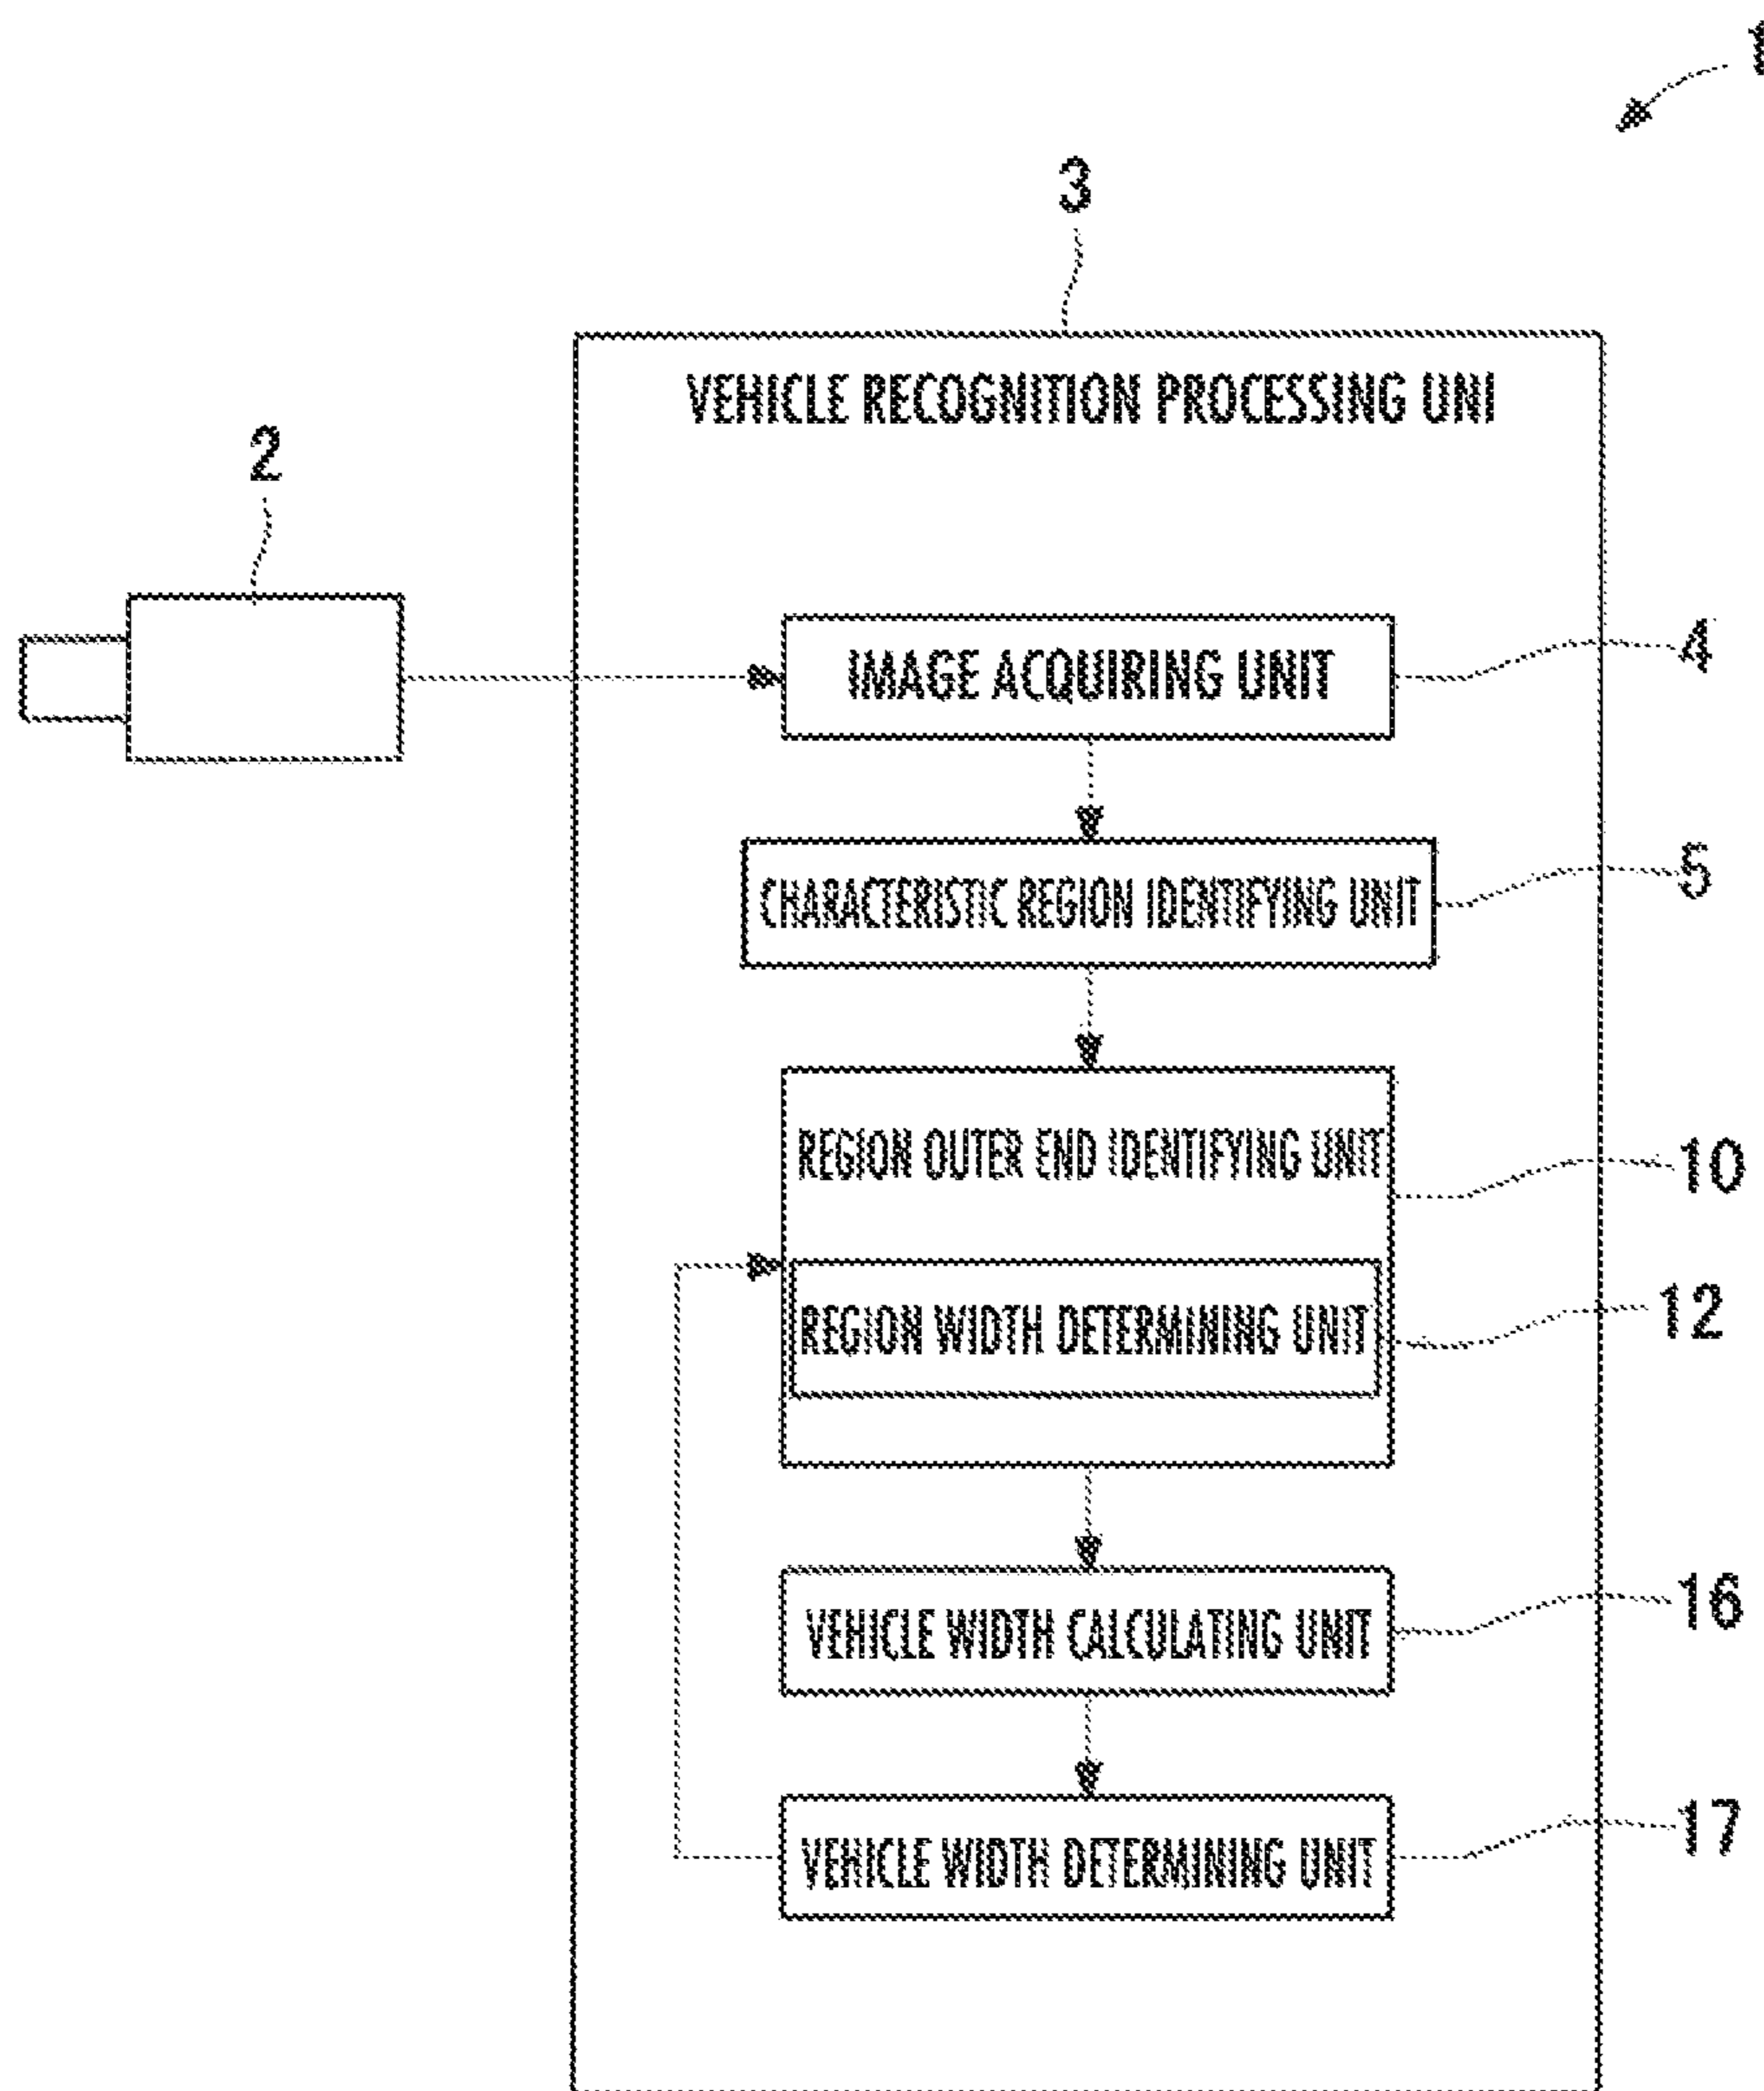 1
3
VEHICLE RECOGNITION PROCESSING UNI
2
IMAGE ACQUIRING UNIT
4
CHARACTERISTIC REGION IDENTIFYING UNIT
5
REGION OUTER END IDENTIFYING UNIT
10
REGION WIDTH DETERMINING UNIT
12
VEHICLE WIDTH CALCULATING UNIT
16
VEHICLE WIDTH DETERMINING UNIT
17